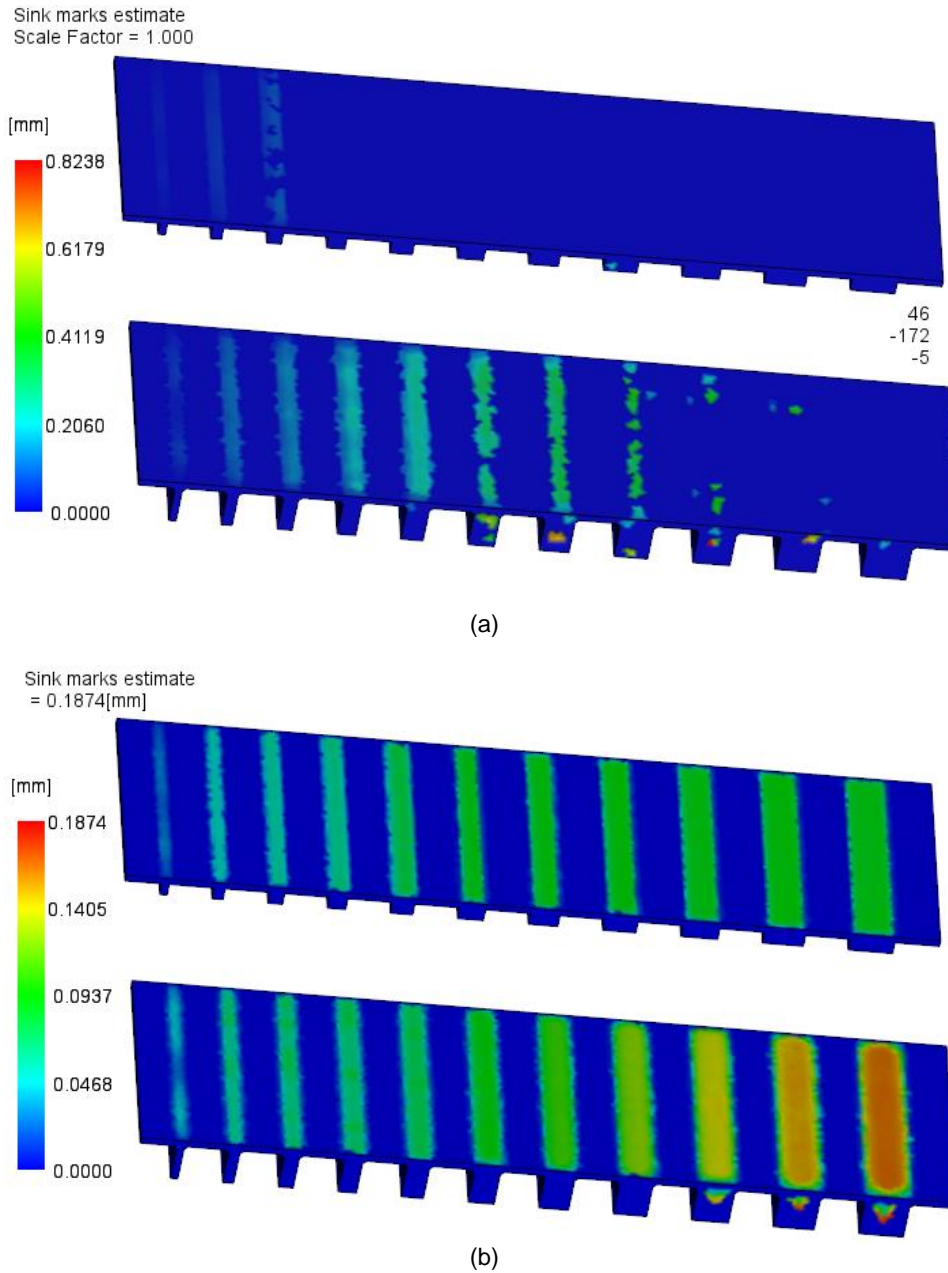 Sink marks estimate
Scale Factor = 1.000
[mm]
0.8238
0.6179
0.4119
0.2060
0.0000
46
-172
-5
(a)
Sink marks estimate
= 0.1874[mm]
[mm]
0.1874
0.1405
0.0937
0.0468
0.0000
(b)